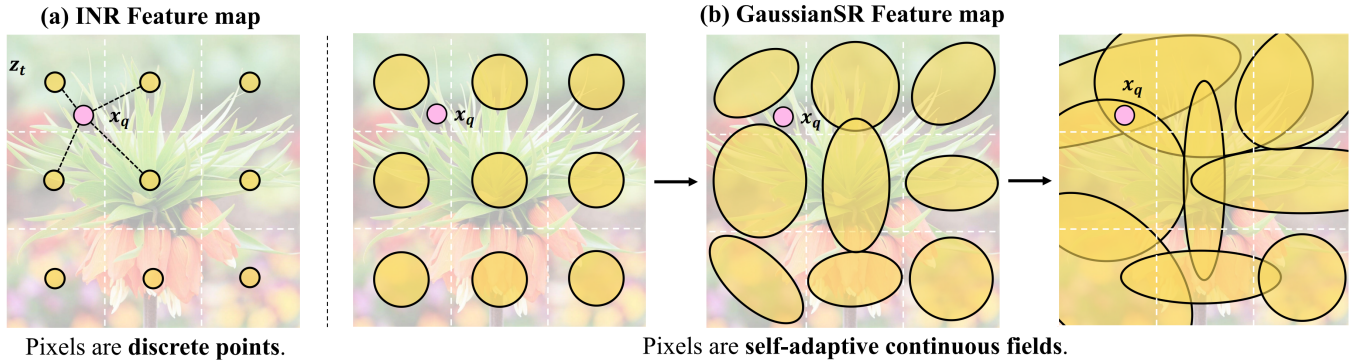 (a) INR Feature map
(b) GaussianSR Feature map
z_t
x_q
x_q
x_q
x_q
Pixels are discrete points.
Pixels are self-adaptive continuous fields.